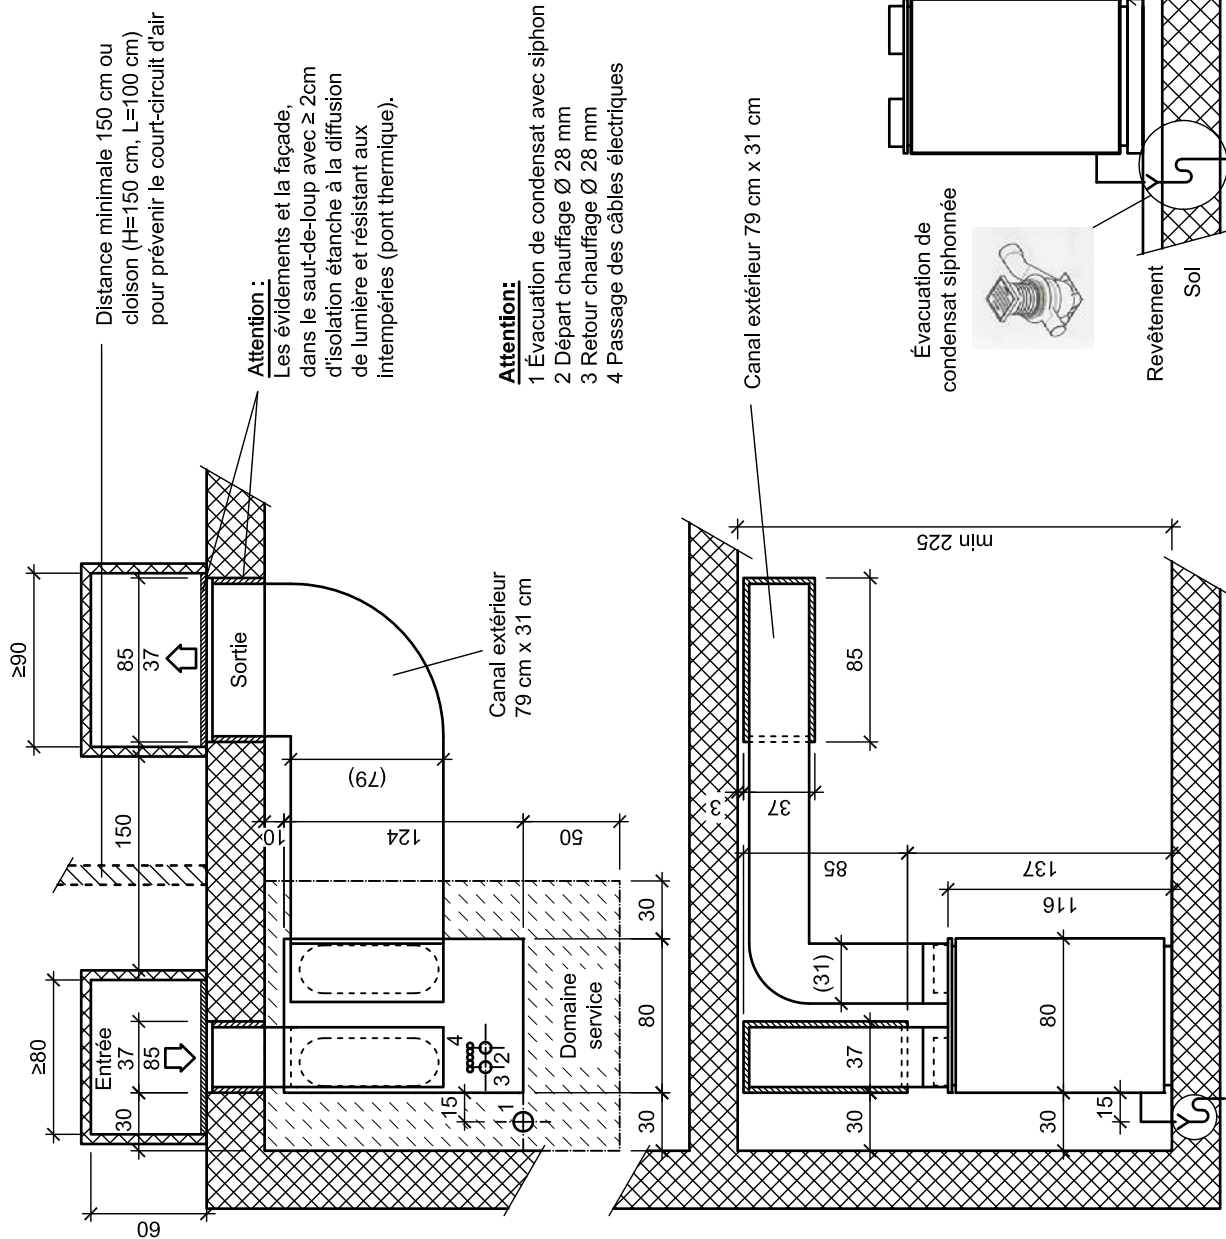 Distance minimale 150 cm ou
cloison (H=150 cm, L=100 cm)
pour prévenir le court-circuit d'air
Attention :
Les évidements et la façade,
dans le saut-de-loup avec ≥ 2cm
d'isolation étanche à la diffusion
de lumière et résistant aux
intempéries (pont thermique).
Attention:
1 Évacuation de condensat avec siphon
2 Départ chauffage Ø 28 mm
3 Retour chauffage Ø 28 mm
4 Passage des câbles électriques
≥90
85
37
Sortie
150
≥80
Entrée
37
85
30
60
Canal extérieur
79 cm x 31 cm
(79)
10
124
50
4
3
2
15
1
Domaine
service
30
80
30
Canal extérieur 79 cm x 31 cm
min 225
85
3
37
85
137
116
(31)
37
30
80
30
15
Évacuation de
condensat siphonnée
Revêtement
Sol